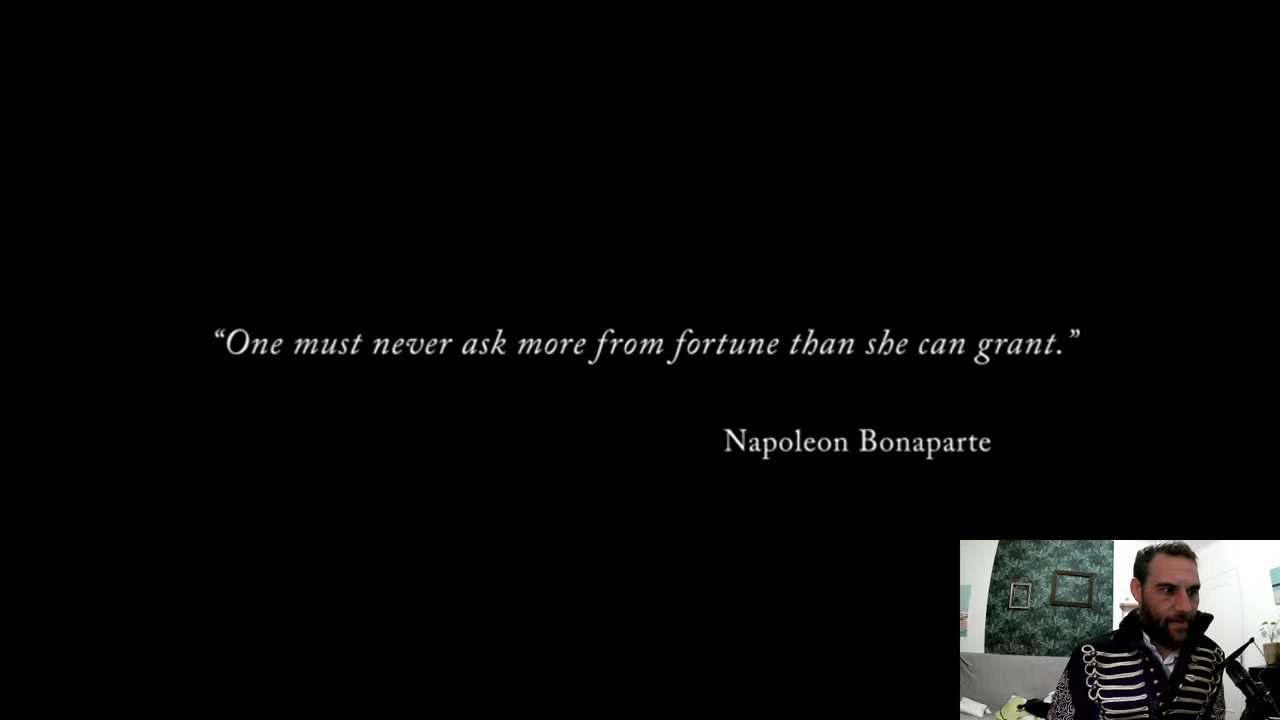 “One must never ask more from fortune than she can grant.”
Napoleon Bonaparte